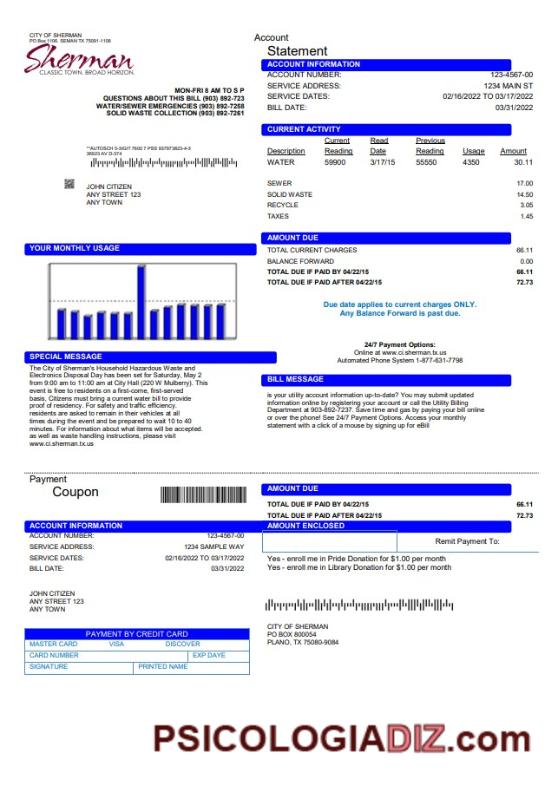 CITY OF SHERMAN
PO Box 1106, SEMAN TX 75091-1106
Sherman
CLASSIC TOWN. BROAD HORIZON.
MON-FRI 8 AM TO S P
QUESTIONS ABOUT THIS BILL (903) 892-723
WATER/SEWER EMERGENCIES (903) 892-7258
SOLID WASTE COLLECTION (903) 892-7261
JOHN CITIZEN
ANY STREET 123
ANY TOWN
Account
Statement
ACCOUNT INFORMATION
ACCOUNT NUMBER: 123-4567-00
SERVICE ADDRESS: 1234 MAIN ST
SERVICE DATES: 02/16/2022 TO 03/17/2022
BILL DATE: 03/31/2022
CURRENT ACTIVITY
Current Read Previous
Description Reading Date Reading Usage Amount
WATER 59900 3/17/15 55550 4350 30.11
SEWER 17.00
SOLID WASTE 14.50
RECYCLE 3.05
TAXES 1.45
AMOUNT DUE
TOTAL CURRENT CHARGES 66.11
BALANCE FORWARD 0.00
TOTAL DUE IF PAID BY 04/22/15 66.11
TOTAL DUE IF PAID AFTER 04/22/15 72.73
Due date applies to current charges ONLY.
Any Balance Forward is past due.
24/7 Payment Options:
Online at www.ci.sherman.tx.us
Automated Phone System 1-877-631-7798
YOUR MONTHLY USAGE
SPECIAL MESSAGE
The City of Sherman's Household Hazardous Waste and
Electronics Disposal Day has been set for Saturday, May 2
from 9:00 am to 11:00 am at City Hall (220 W Mulberry). This
event is free for residents on a first-come, first-served
basis. Citizens must bring a current water bill to provide
proof of residency. For safety and traffic efficiency.
residents are asked to remain in their vehicles at all
times during the event and be prepared to wait 10 to 40
minutes. For information about what items will be accepted.
as well as waste handling instructions, please visit
www.ci.sherman.tx.us
BILL MESSAGE
is your utility account information up-to-date? You may submit updated
information online by registering your account or call the Utility Billing
Department at 903-892-7237. Save time and gas by paying your bill online
or over the phone! See 24/7 Payment Options. Access your monthly
statement with a click of a mouse by signing up for eBill
Payment
Coupon
ACCOUNT INFORMATION
ACCOUNT NUMBER: 123-4567-00
SERVICE ADDRESS: 1234 SAMPLE WAY
SERVICE DATES: 02/16/2022 TO 03/17/2022
BILL DATE: 03/31/2022
JOHN CITIZEN
ANY STREET 123
ANY TOWN
PAYMENT BY CREDIT CARD
MASTER CARD VISA DISCOVER
CARD NUMBER EXP DAYE
SIGNATURE PRINTED NAME
AMOUNT DUE
TOTAL DUE IF PAID BY 04/22/15 66.11
TOTAL DUE IF PAID AFTER 04/22/15 72.73
AMOUNT ENCLOSED
Remit Payment To:
Yes - enroll me in Pride Donation for $1.00 per month
Yes - enroll me in Library Donation for $1.00 per month
CITY OF SHERMAN
PO BOX 800054
PLANO, TX 75080-9084
PSICOLOGIADIZ.com